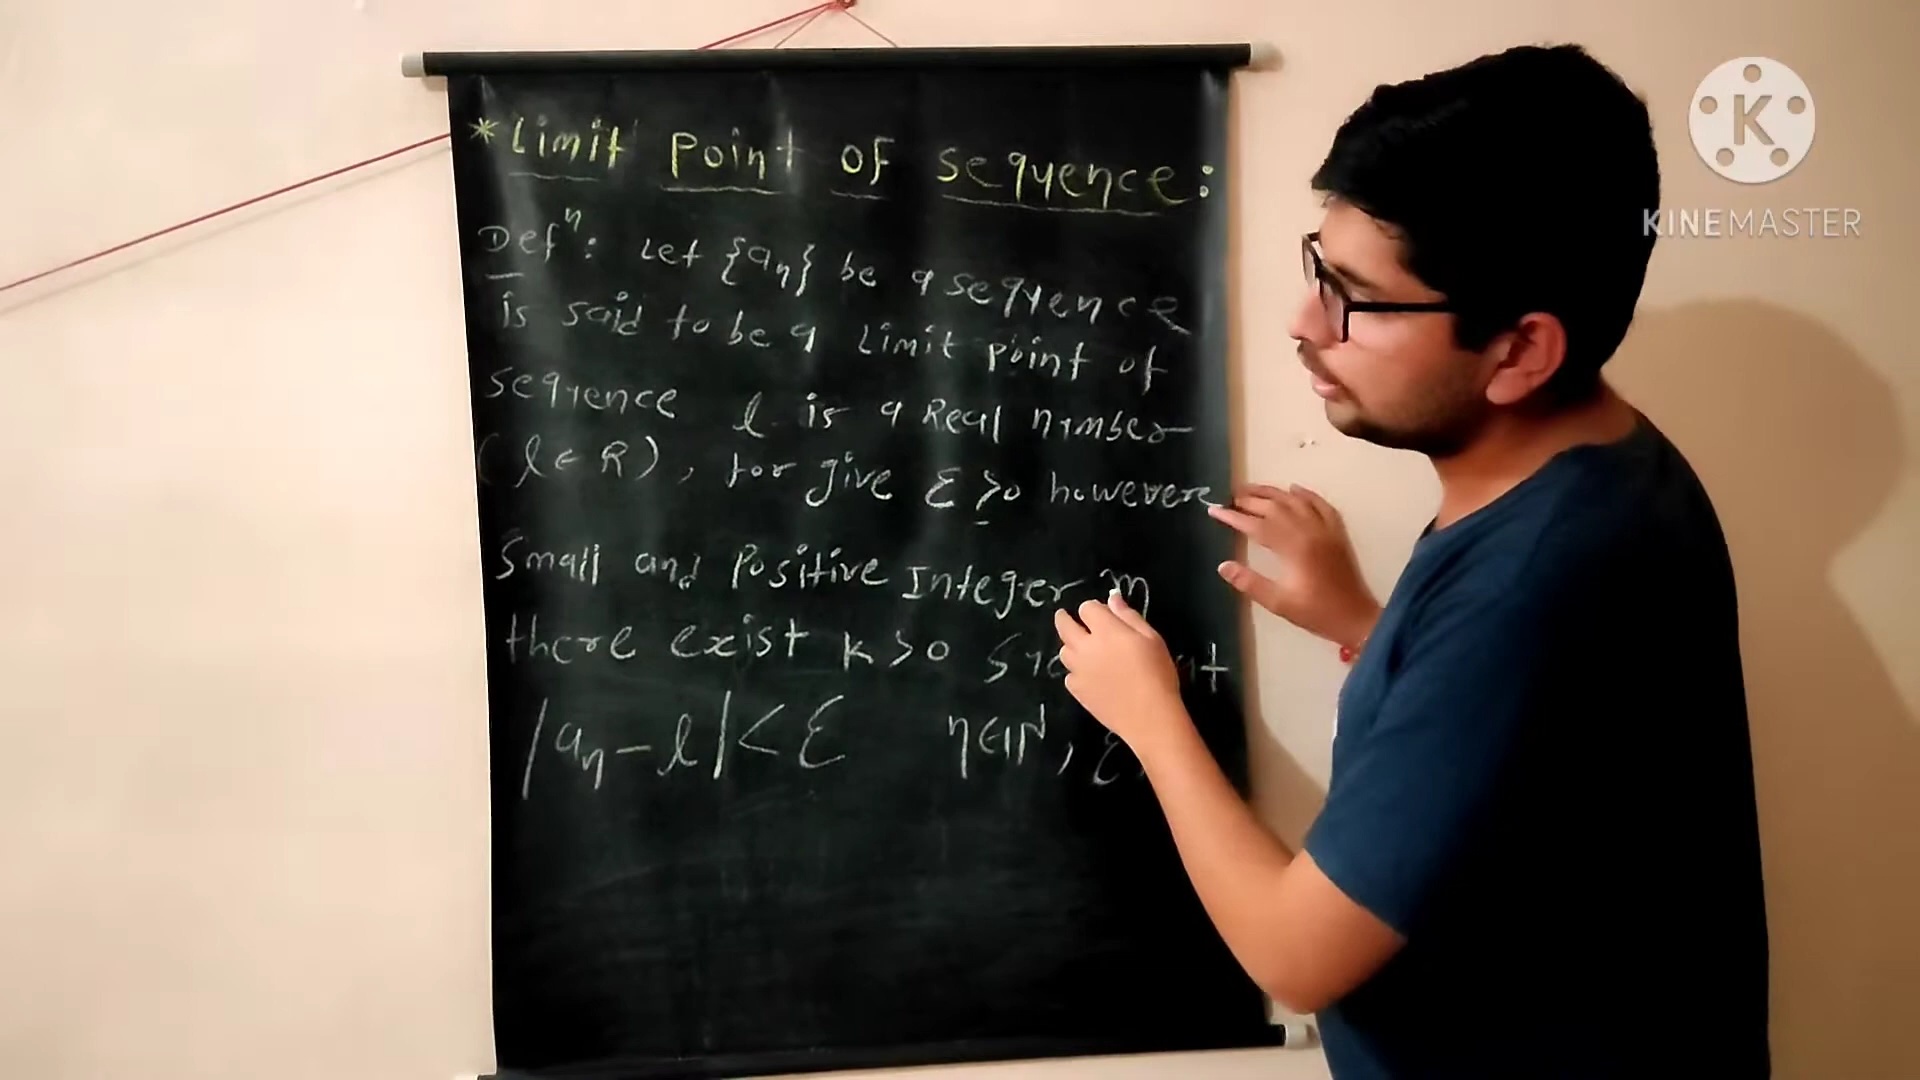 *Limit Point of sequence:
Defⁿ: Let {aₙ} be a sequence
is said to be a Limit Point of
sequence l is a Real number
(l ∈ R), for give ε > 0 howevere
Small and Positive Integer m
there exist k > 0
|aₙ - l| < ε n ∈ N, ε
K
KINEMASTER